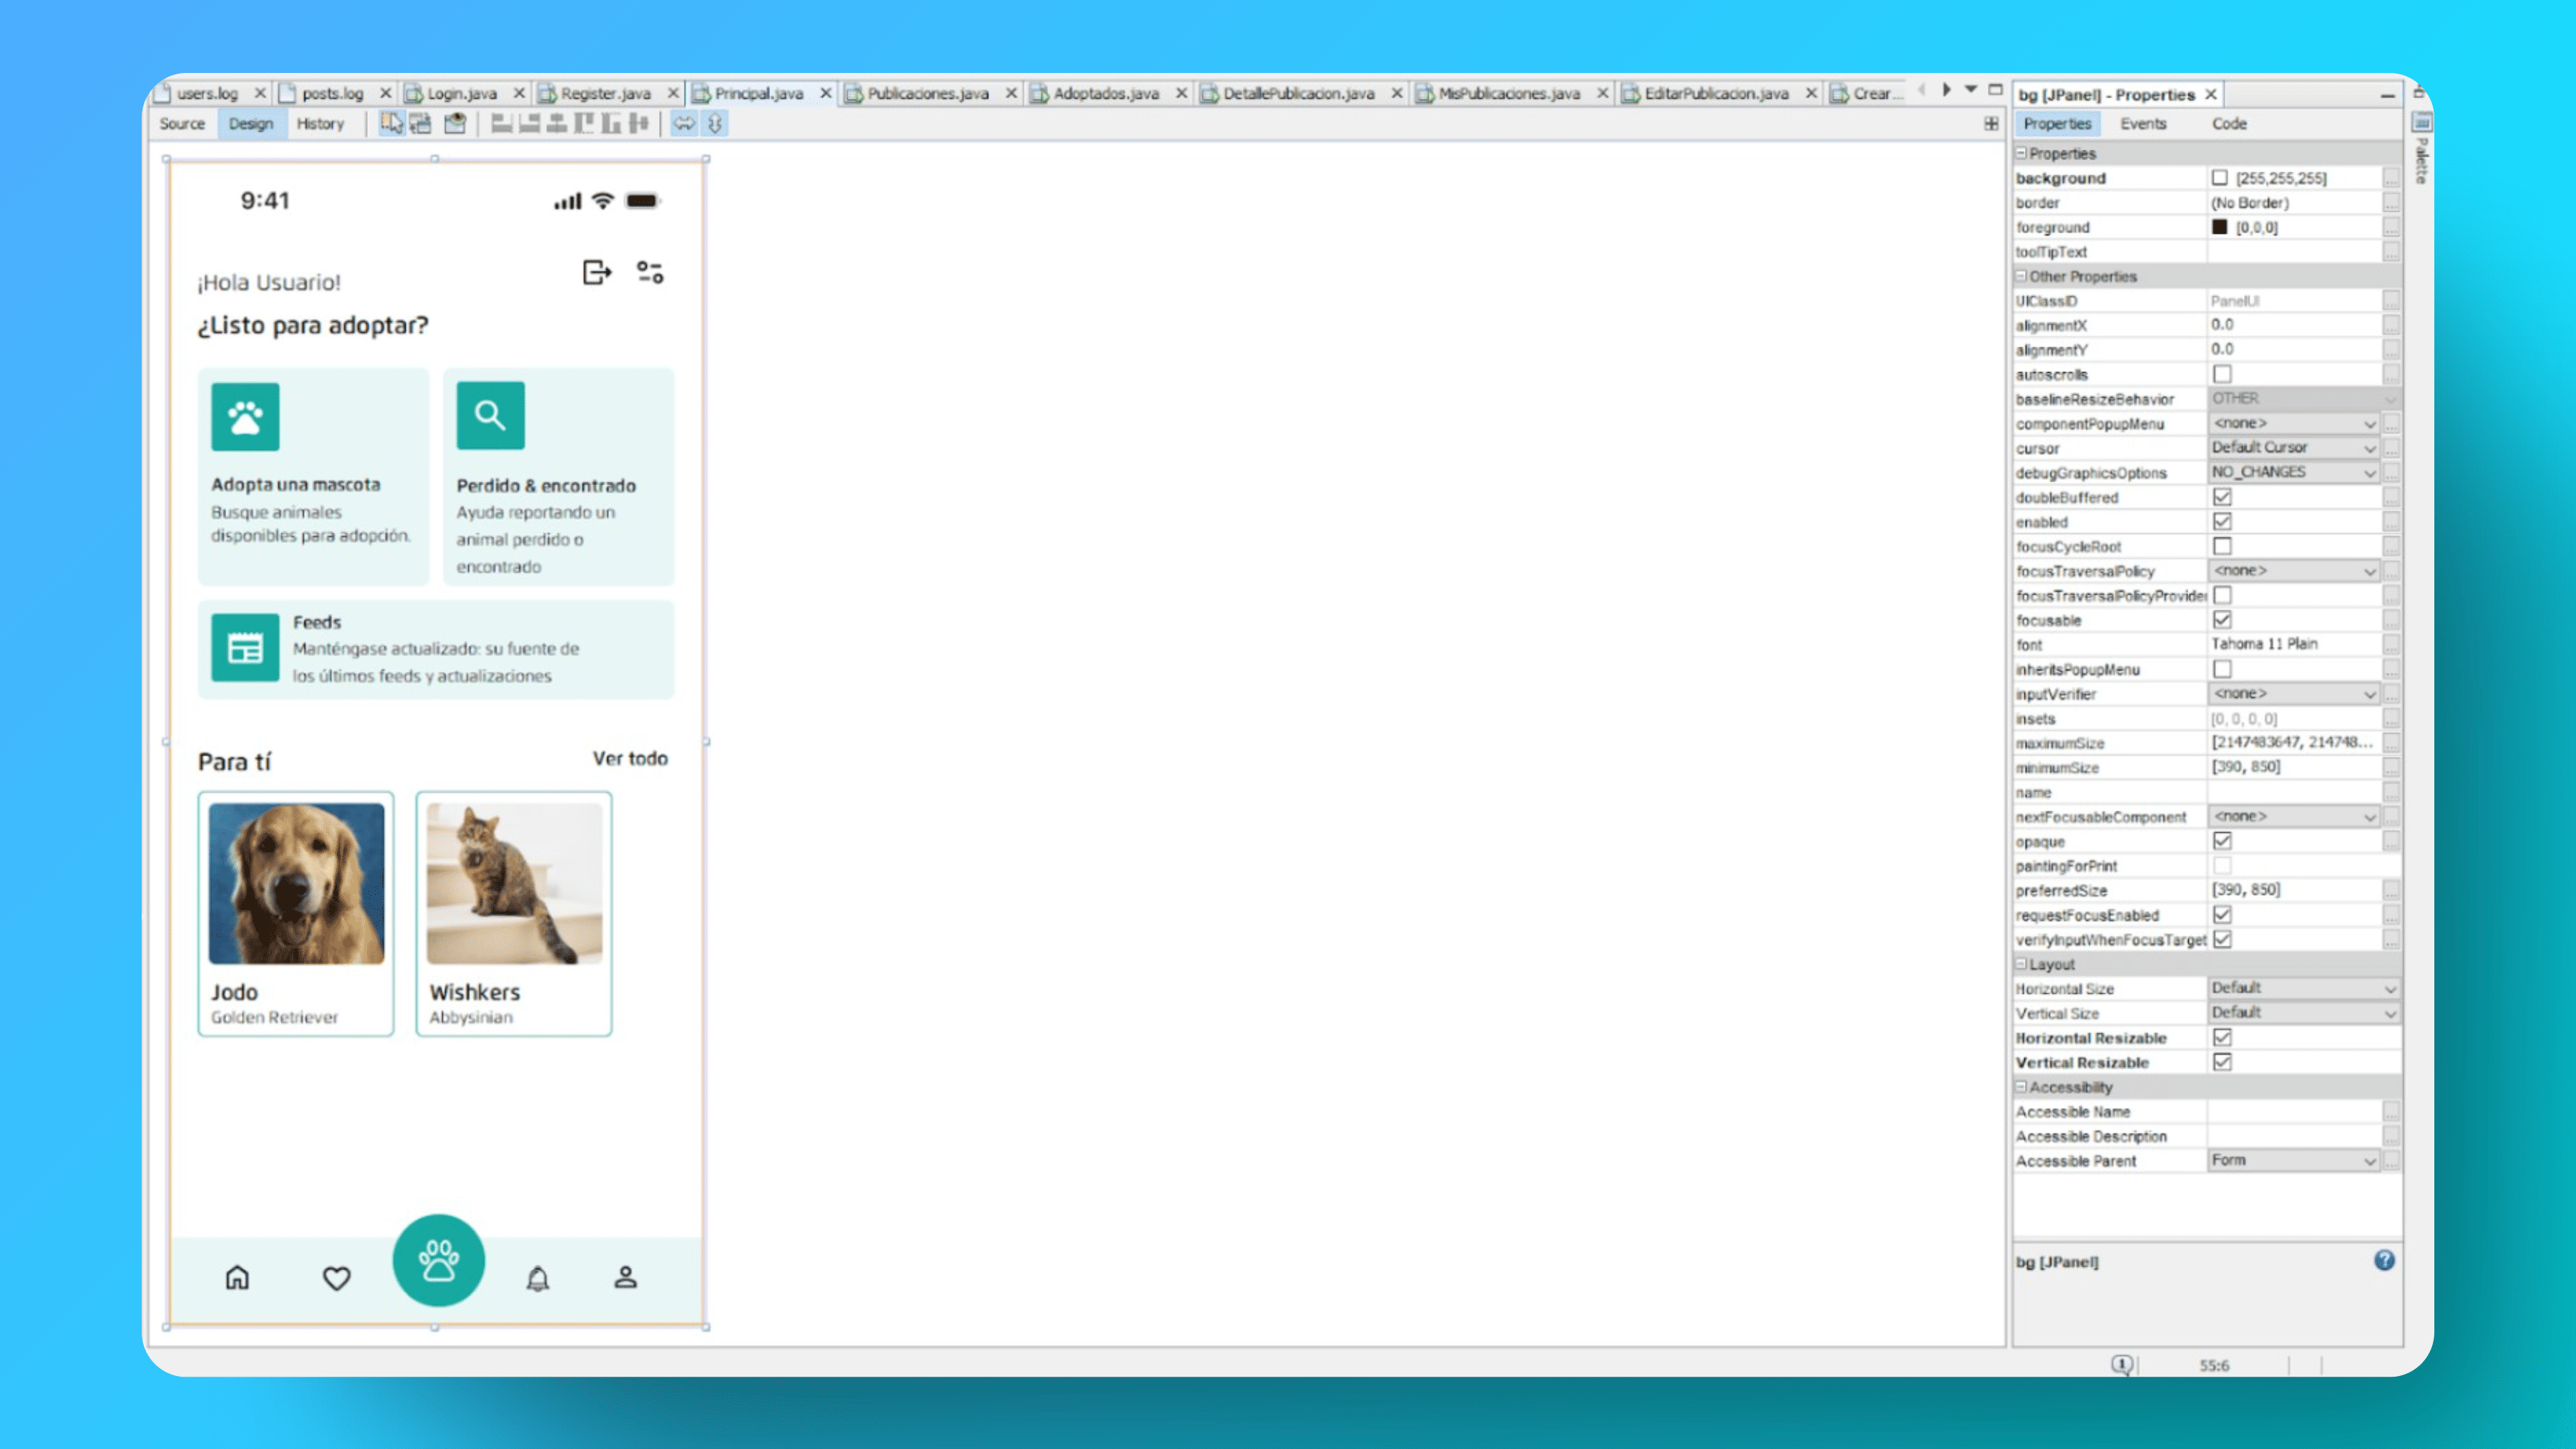 users.log
posts.log
Login.java
Register.java
Principal.java
Publicaciones.java
Adoptados.java
DetallePublicacion.java
MisPublicaciones.java
EditarPublicacion.java
Crear...
Source
Design
History
9:41
¡Hola Usuario!
¿Listo para adoptar?
Adopta una mascota
Busque animales
disponibles para adopción.
Perdido & encontrado
Ayuda reportando un
animal perdido o
encontrado
Feeds
Manténgase actualizado: su fuente de
los últimos feeds y actualizaciones
Para tí
Ver todo
Jodo
Golden Retriever
Wishkers
Abbysinian
bg [JPanel] - Properties
Palette
Properties
Events
Code
Properties
background [255,255,255]
border (No Border)
foreground [0,0,0]
toolTipText
Other Properties
UIClassID PanelUI
alignmentX 0.0
alignmentY 0.0
autoscrolls
baselineResizeBehavior OTHER
componentPopupMenu <none>
cursor Default Cursor
debugGraphicsOptions NO_CHANGES
doubleBuffered
enabled
focusCycleRoot
focusTraversalPolicy <none>
focusTraversalPolicyProvider
focusable
font Tahoma 11 Plain
inheritsPopupMenu
inputVerifier <none>
insets [0, 0, 0, 0]
maximumSize [2147483647, 214748...
minimumSize [390, 850]
name
nextFocusableComponent <none>
opaque
paintingForPrint
preferredSize [390, 850]
requestFocusEnabled
verifyInputWhenFocusTarget
Layout
Horizontal Size Default
Vertical Size Default
Horizontal Resizable
Vertical Resizable
Accessibility
Accessible Name
Accessible Description
Accessible Parent Form
bg [JPanel]
1
55:6